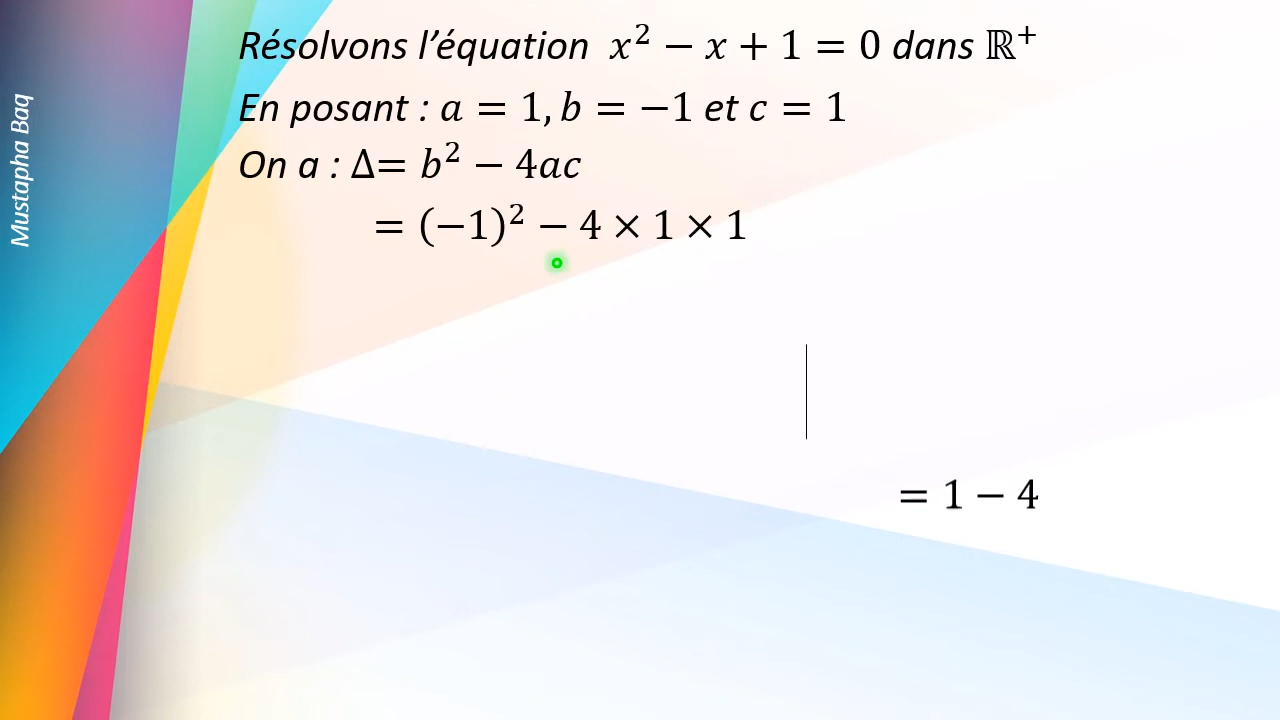 Mustapha Baq
Résolvons l’équation x² − x + 1 = 0 dans ℝ⁺
En posant : a = 1, b = −1 et c = 1
On a : Δ= b² − 4ac
= (−1)² − 4 × 1 × 1
= 1 − 4